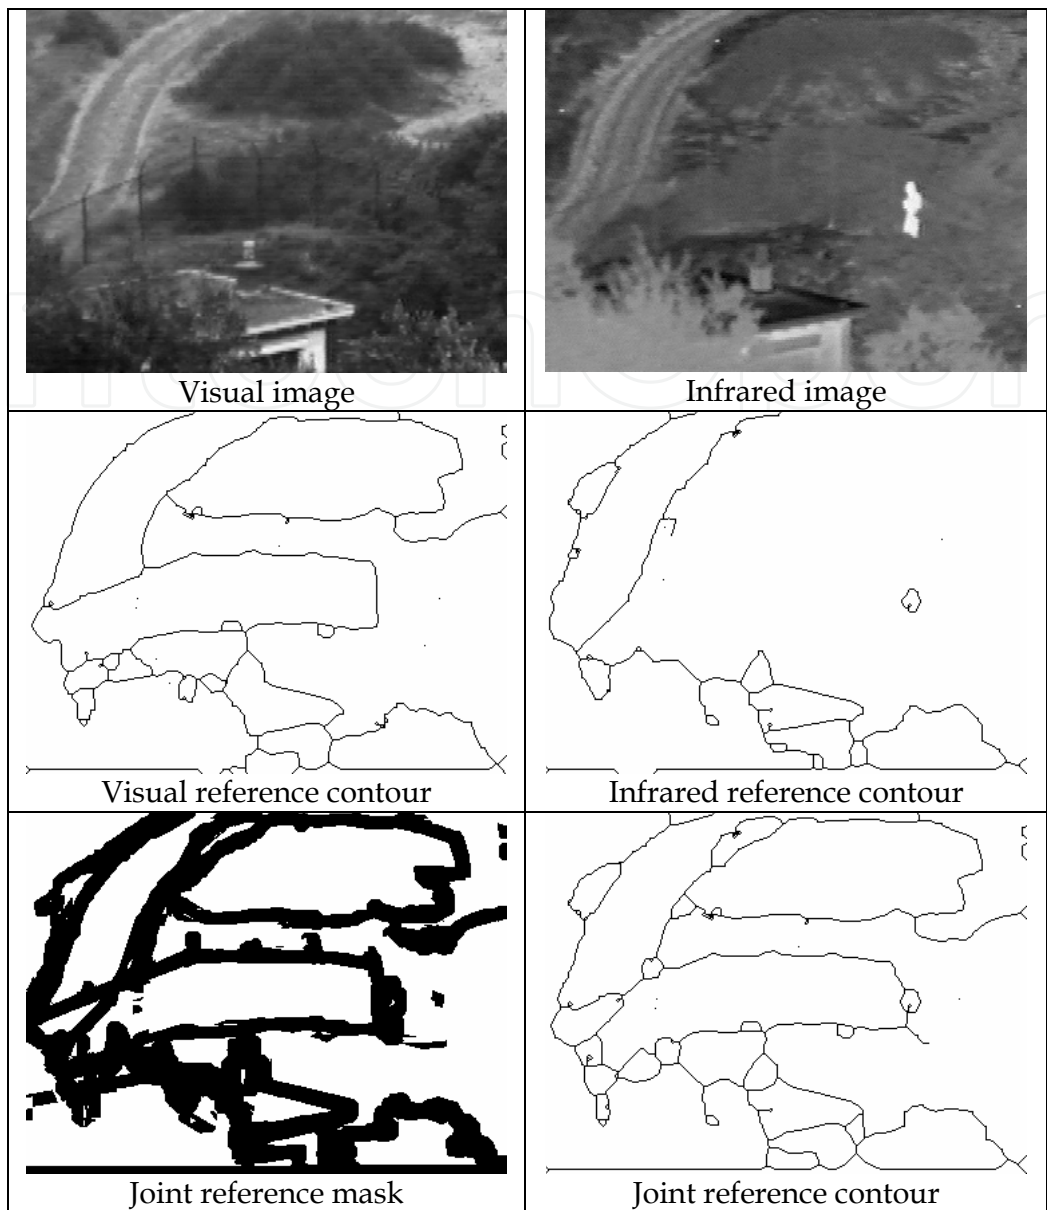 Visual image
Infrared image
Visual reference contour
Infrared reference contour
Joint reference mask
Joint reference contour